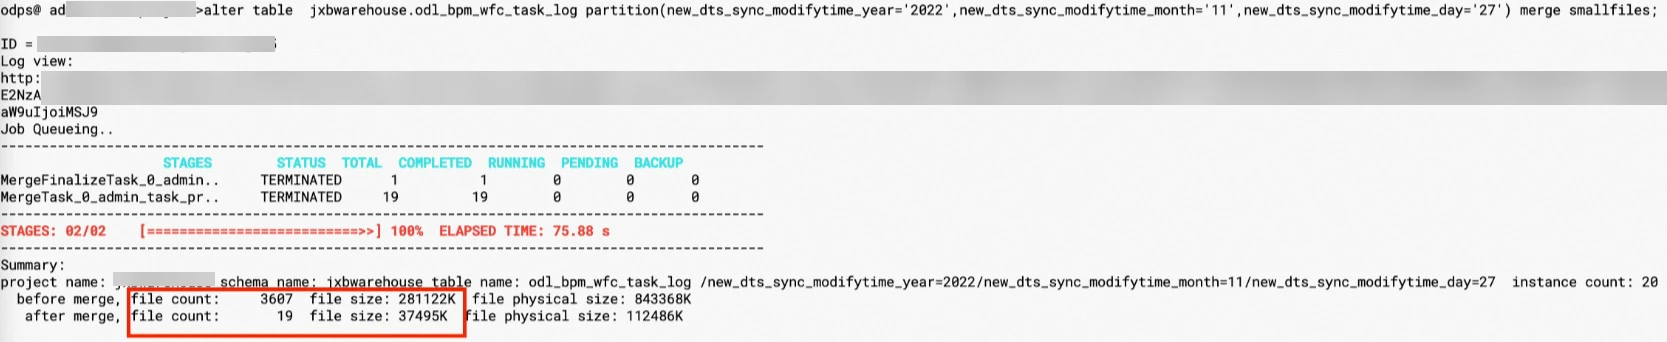 odps@ ad >alter table  jxbwarehouse.odl_bpm_wfc_task_log partition(new_dts_sync_modifytime_year='2022',new_dts_sync_modifytime_month='11',new_dts_sync_modifytime_day='27') merge smallfiles;
ID =
Log view:
http:
E2NzA
aW9uIjoiMSJ9
Job Queueing..
----------------------------------------------------------------------------------------------
STAGES        STATUS  TOTAL  COMPLETED  RUNNING  PENDING  BACKUP
MergeFinalizeTask_0_admin..     TERMINATED      1          1        0        0       0
MergeTask_0_admin_task_pr..     TERMINATED     19         19        0        0       0
----------------------------------------------------------------------------------------------
STAGES: 02/02    [==========================>>] 100%  ELAPSED TIME: 75.88 s
----------------------------------------------------------------------------------------------
Summary:
project name: schema name: jxbwarehouse table name: odl_bpm_wfc_task_log /new_dts_sync_modifytime_year=2022/new_dts_sync_modifytime_month=11/new_dts_sync_modifytime_day=27  instance count: 20
before merge, file count:     3607  file size: 281122K  file physical size: 843368K
after merge, file count:       19  file size: 37495K  file physical size: 112486K